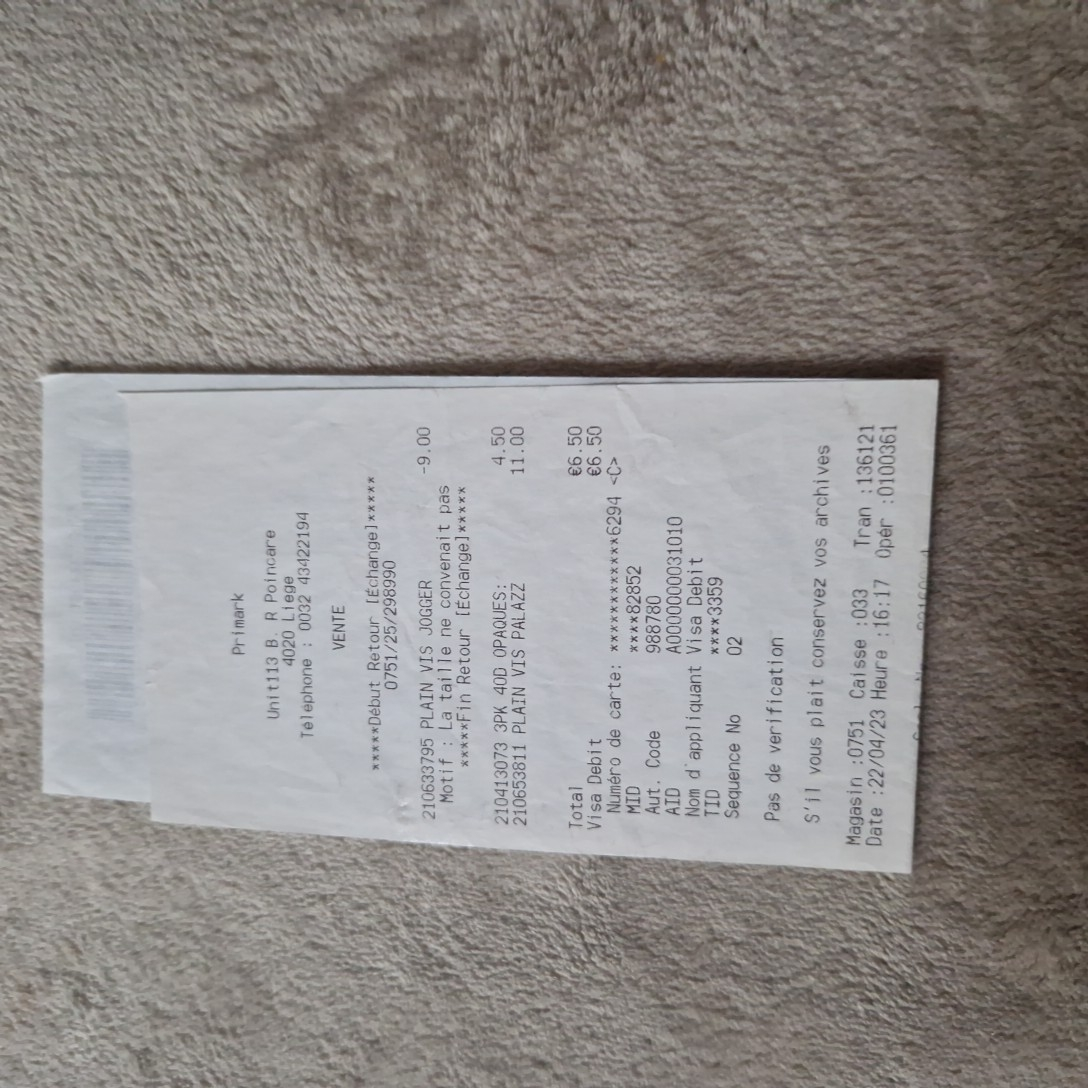 Primark
Unit113 B. R Poincare
4020 Liege
Telephone : 0032 43422194
VENTE
*****Début Retour [Échange]*****
0751/25/298990
210633795 PLAIN VIS JOGGER -9.00
Motif : La taille ne convenait pas
*****Fin Retour [Échange]*****
210413073 3PK 40D OPAQUES: 4.50
210653811 PLAIN VIS PALAZZ 11.00
Total €6.50
Visa Debit €6.50
Numéro de carte: ************6294 <C>
MID ****82852
Aut. Code 988780
AID A0000000031010
Nom d'appliquant Visa Debit
TID ****3359
Sequence No 02
Pas de verification
S'il vous plait conservez vos archives
Magasin :0751 Caisse :033 Tran :136121
Date :22/04/23 Heure :16:17 Opér :0100361